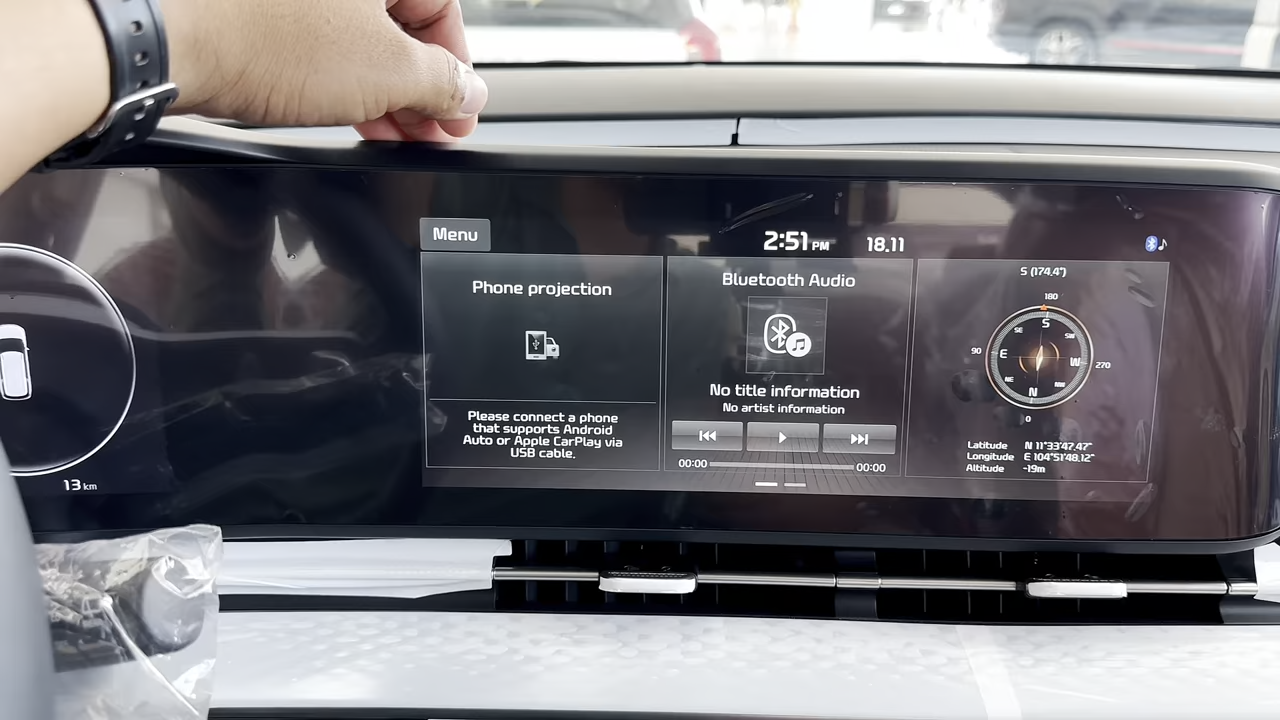 Menu
2:51 PM
18.11
Phone projection
Please connect a phone
that supports Android
Auto or Apple CarPlay via
USB cable.
Bluetooth Audio
No title information
No artist information
00:00
00:00
S (174.4°)
180
S
SE
SW
90
E
W
270
NE
NW
N
0
Latitude N 11°33'47.47"
Longitude E 104°51'48.12"
Altitude -19m
13 km